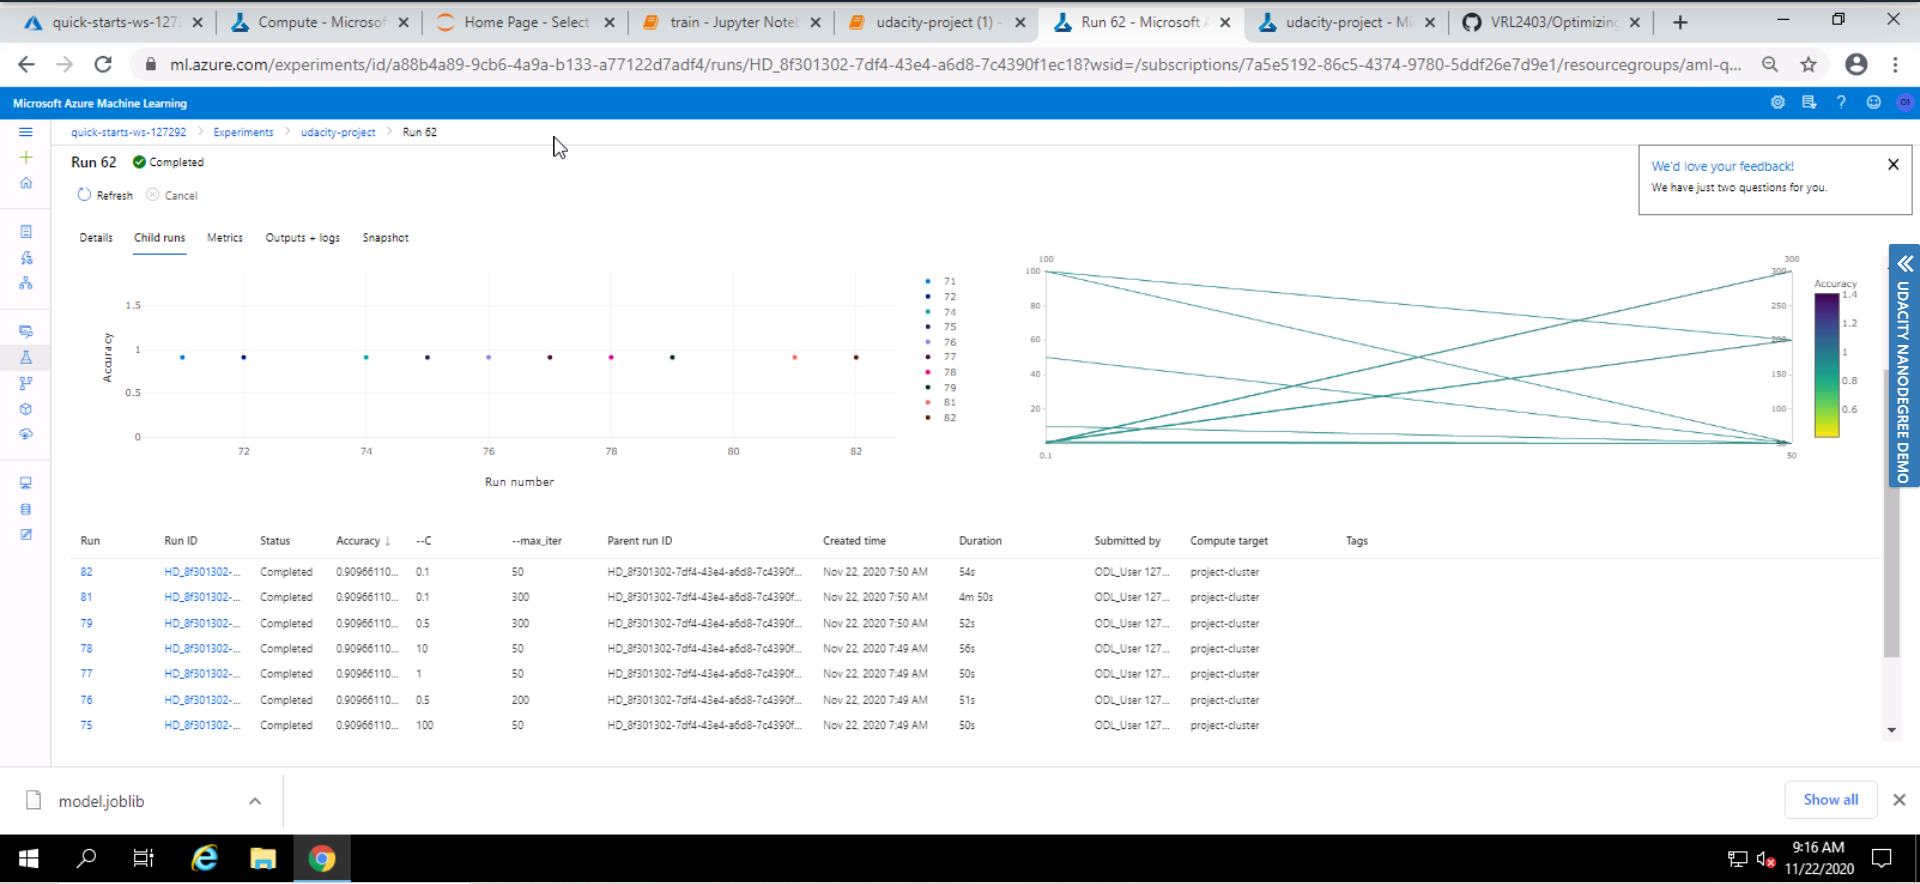 quick-starts-ws-1272
Compute - Microsof
Home Page - Select
train - Jupyter Note
udacity-project (1) -
Run 62 - Microsoft A
udacity-project - Mi
VRL2403/Optimizing
ml.azure.com/experiments/id/a88b4a89-9cb6-4a9a-b133-a77122d7adf4/runs/HD_8f301302-7df4-43e4-a6d8-7c4390f1ec18?wsid=/subscriptions/7a5e5192-86c5-4374-9780-5ddf26e7d9e1/resourcegroups/aml-q...
Microsoft Azure Machine Learning
OI
quick-starts-ws-127292 > Experiments > udacity-project > Run 62
Run 62 Completed
We'd love your feedback!
We have just two questions for you.
Refresh Cancel
Details Child runs Metrics Outputs + logs Snapshot
Accuracy
1.5
1
0.5
0
72 74 76 78 80 82
Run number
71
72
74
75
76
77
78
79
81
82
100 300
100
80
60
40
20
0.1
300
250
200
150
100
50
50
Accuracy
1.4
1.2
1
0.8
0.6
UDACITY NANODEGREE DEMO
Run Run ID Status Accuracy ↓ --C --max_iter Parent run ID Created time Duration Submitted by Compute target Tags
82 HD_8f301302-... Completed 0.90966110... 0.1 50 HD_8f301302-7df4-43e4-a6d8-7c4390f... Nov 22, 2020 7:50 AM 54s ODL_User 127... project-cluster
81 HD_8f301302-... Completed 0.90966110... 0.1 300 HD_8f301302-7df4-43e4-a6d8-7c4390f... Nov 22, 2020 7:50 AM 4m 50s ODL_User 127... project-cluster
79 HD_8f301302-... Completed 0.90966110... 0.5 300 HD_8f301302-7df4-43e4-a6d8-7c4390f... Nov 22, 2020 7:50 AM 52s ODL_User 127... project-cluster
78 HD_8f301302-... Completed 0.90966110... 10 50 HD_8f301302-7df4-43e4-a6d8-7c4390f... Nov 22, 2020 7:49 AM 56s ODL_User 127... project-cluster
77 HD_8f301302-... Completed 0.90966110... 1 50 HD_8f301302-7df4-43e4-a6d8-7c4390f... Nov 22, 2020 7:49 AM 50s ODL_User 127... project-cluster
76 HD_8f301302-... Completed 0.90966110... 0.5 200 HD_8f301302-7df4-43e4-a6d8-7c4390f... Nov 22, 2020 7:49 AM 51s ODL_User 127... project-cluster
75 HD_8f301302-... Completed 0.90966110... 100 50 HD_8f301302-7df4-43e4-a6d8-7c4390f... Nov 22, 2020 7:49 AM 50s ODL_User 127... project-cluster
model.joblib
Show all
9:16 AM
11/22/2020